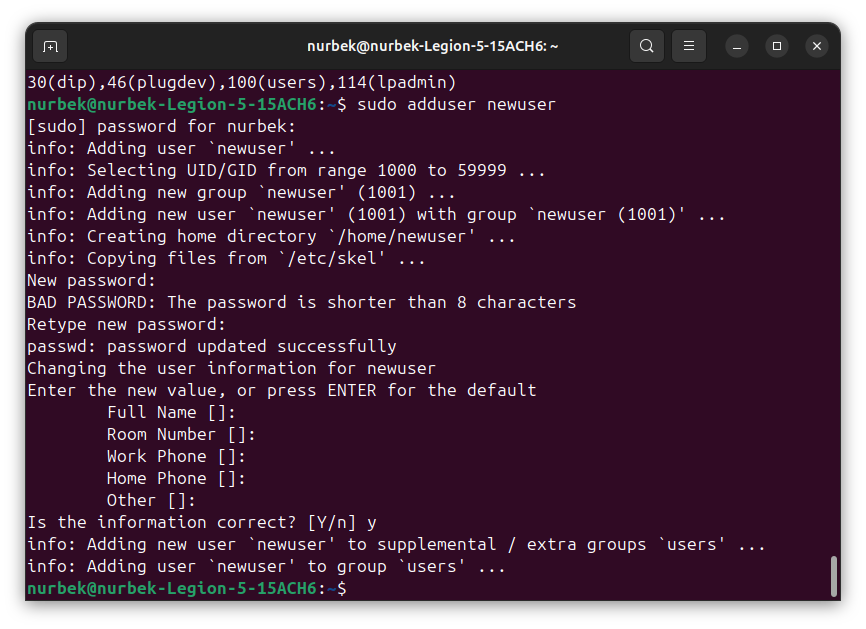 nurbek@nurbek-Legion-5-15ACH6: ~
30(dip),46(plugdev),100(users),114(lpadmin)
nurbek@nurbek-Legion-5-15ACH6:~$ sudo adduser newuser
[sudo] password for nurbek:
info: Adding user `newuser' ...
info: Selecting UID/GID from range 1000 to 59999 ...
info: Adding new group `newuser' (1001) ...
info: Adding new user `newuser' (1001) with group `newuser (1001)' ...
info: Creating home directory `/home/newuser' ...
info: Copying files from `/etc/skel' ...
New password:
BAD PASSWORD: The password is shorter than 8 characters
Retype new password:
passwd: password updated successfully
Changing the user information for newuser
Enter the new value, or press ENTER for the default
        Full Name []:
        Room Number []:
        Work Phone []:
        Home Phone []:
        Other []:
Is the information correct? [Y/n] y
info: Adding new user `newuser' to supplemental / extra groups `users' ...
info: Adding user `newuser' to group `users' ...
nurbek@nurbek-Legion-5-15ACH6:~$